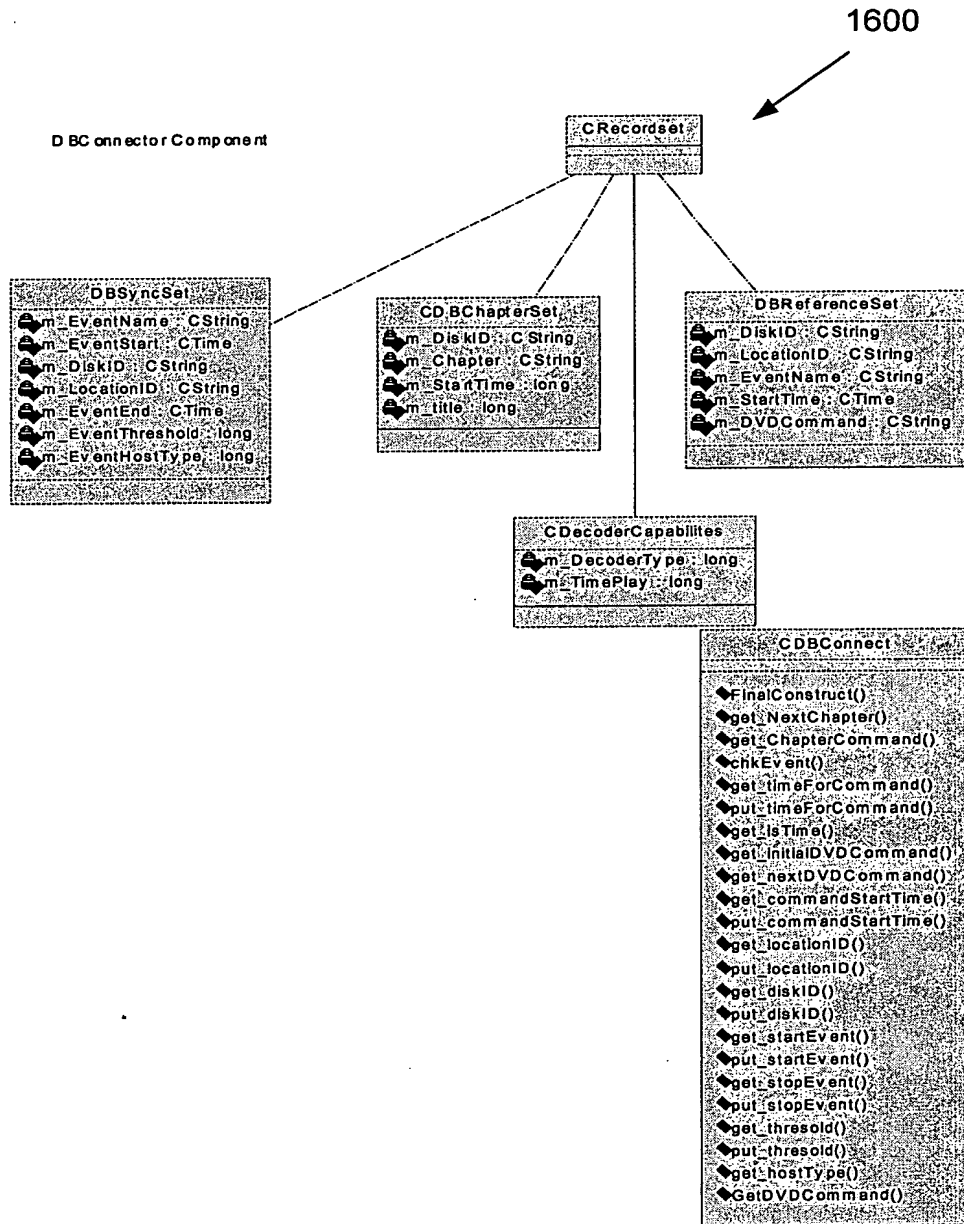 1600
DBConnector Component
CRecordset
DBSyncSet
m_EventName : CString
m_EventStart : CTime
m_DiskID : CString
m_LocationID : CString
m_EventEnd : CTime
m_EventThreshold : long
m_EventHostType : long
CDBChapterSet
m_DiskID : CString
m_Chapter : CString
m_StartTime : long
m_title : long
DBReferenceSet
m_DiskID : CString
m_LocationID : CString
m_EventName : CString
m_StartTime : CTime
m_DVDCommand : CString
CDecoderCapabilites
m_DecoderType : long
m_TimePlay : long
CDBConnect
FinalConstruct()
get_NextChapter()
get_ChapterCommand()
chkEvent()
get_timeForCommand()
put_timeForCommand()
get_isTime()
get_initialDVDCommand()
get_nextDVDCommand()
get_commandStartTime()
put_commandStartTime()
get_locationID()
put_locationID()
get_diskID()
put_diskID()
get_startEvent()
put_startEvent()
get_stopEvent()
put_stopEvent()
get_thresold()
put_thresold()
get_hostType()
GetDVDCommand()